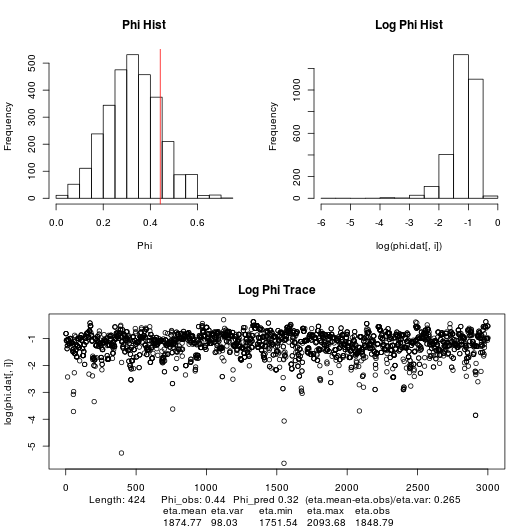 Phi Hist
Log Phi Hist
Frequency
0 100 200 300 400 500
0.0 0.2 0.4 0.6
Phi
Frequency
0 200 600 1000
-6 -5 -4 -3 -2 -1 0
log(phi.dat[, i])
Log Phi Trace
log(phi.dat[, i])
-1 -2 -3 -4 -5
0 500 1000 1500 2000 2500 3000
Length: 424 Phi_obs: 0.44 Phi_pred 0.32 (eta.mean-eta.obs)/eta.var: 0.265
eta.mean eta.var eta.min eta.max eta.obs
1874.77 98.03 1751.54 2093.68 1848.79